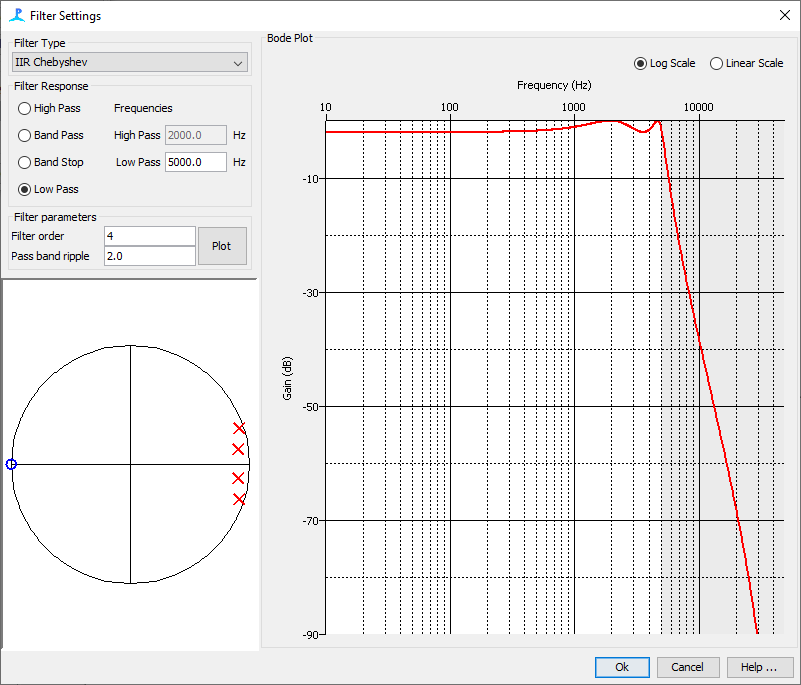 Filter Settings
Filter Type
IIR Chebyshev
Filter Response
High Pass
Frequencies
Band Pass
High Pass 2000.0 Hz
Band Stop
Low Pass 5000.0 Hz
Low Pass
Filter parameters
Filter order 4
Pass band ripple 2.0
Plot
Bode Plot
Log Scale Linear Scale
Frequency (Hz)
10 100 1000 10000
-10
-30
-50
-70
-90
Gain (dB)
Ok Cancel Help ...